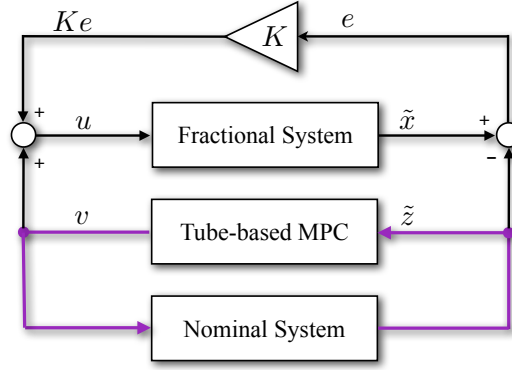 Ke
K
e
+
u
Fractional System
x̃
+
+
−
v
Tube-based MPC
z̃
Nominal System